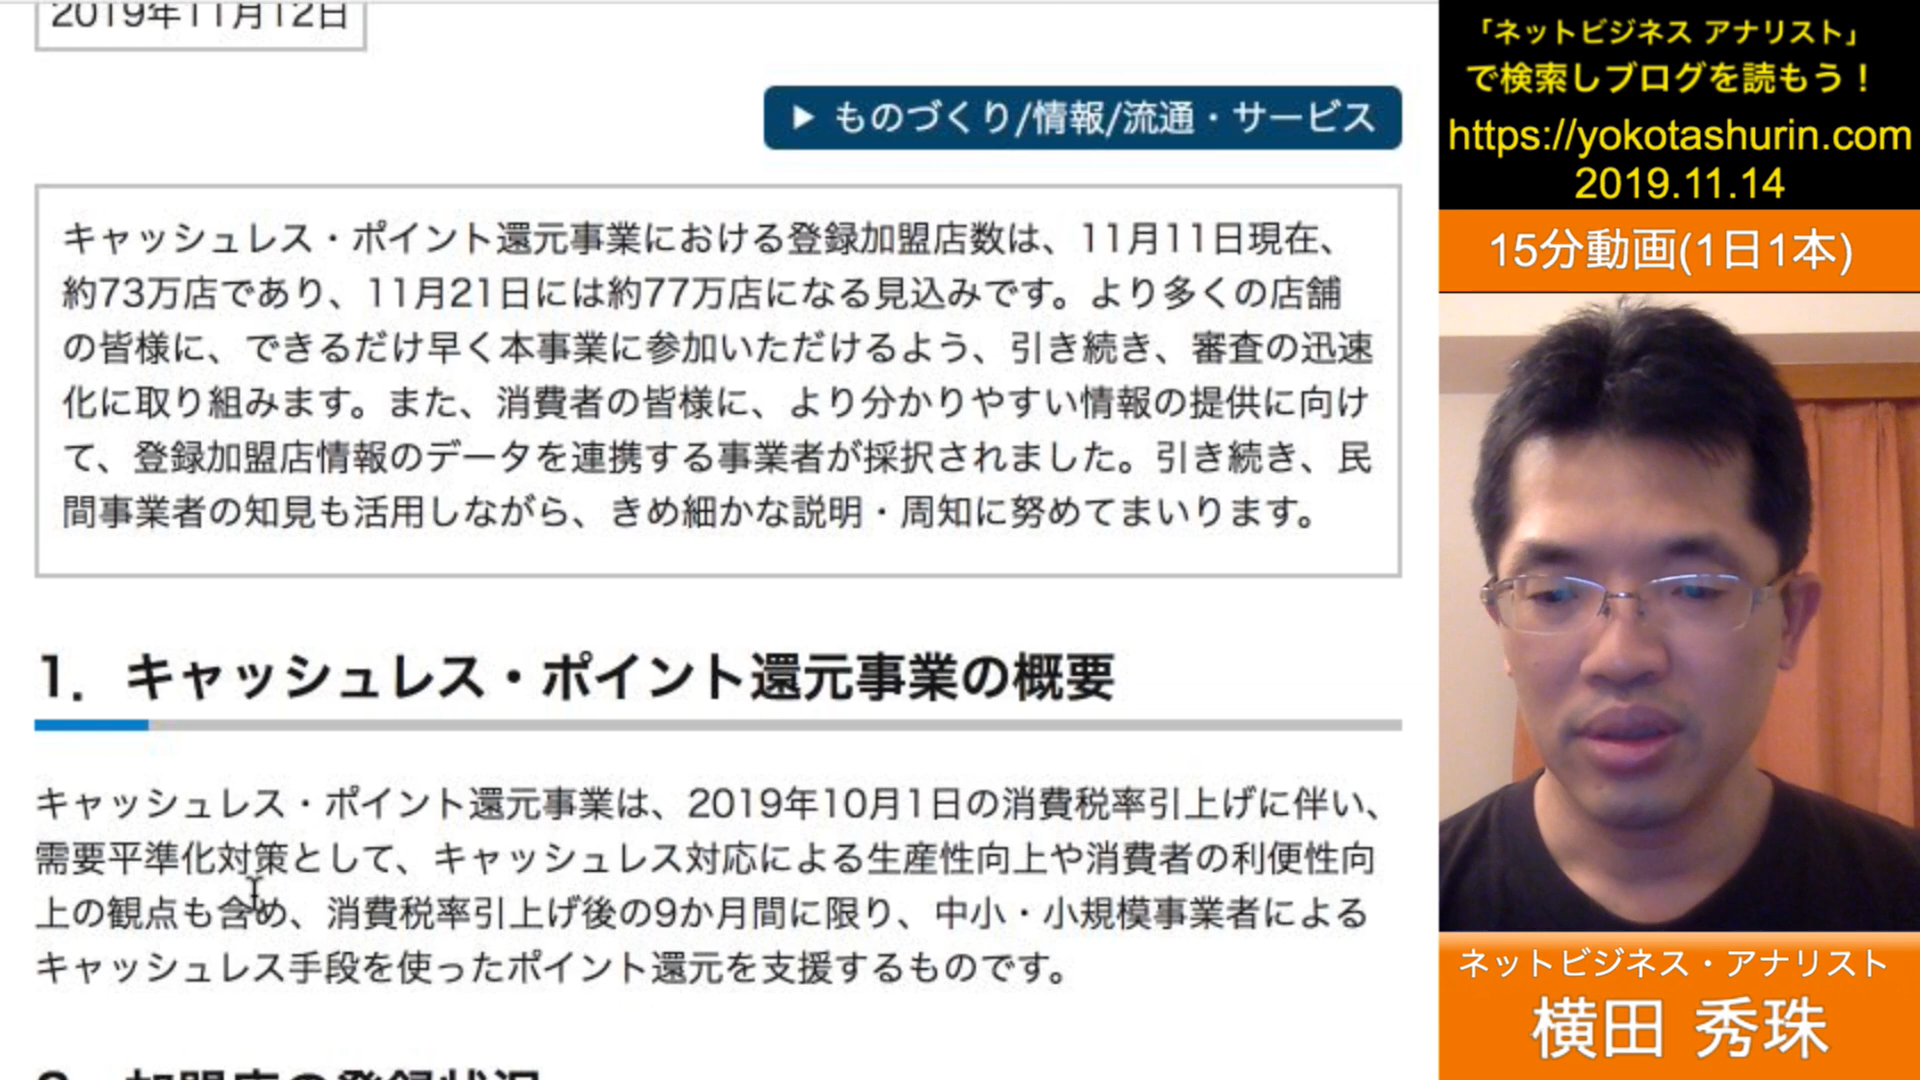 2019年11月12日
▶ ものづくり/情報/流通・サービス
キャッシュレス・ポイント還元事業における登録加盟店数は、11月11日現在、
約73万店であり、11月21日には約77万店になる見込みです。より多くの店舗
の皆様に、できるだけ早く本事業に参加いただけるよう、引き続き、審査の迅速
化に取り組みます。また、消費者の皆様に、より分かりやすい情報の提供に向け
て、登録加盟店情報のデータを連携する事業者が採択されました。引き続き、民
間事業者の知見も活用しながら、きめ細かな説明・周知に努めてまいります。
1．キャッシュレス・ポイント還元事業の概要
キャッシュレス・ポイント還元事業は、2019年10月1日の消費税率引上げに伴い、
需要平準化対策として、キャッシュレス対応による生産性向上や消費者の利便性向
上の観点も含め、消費税率引上げ後の9か月間に限り、中小・小規模事業者による
キャッシュレス手段を使ったポイント還元を支援するものです。
2．加盟店の登録状況
「ネットビジネス アナリスト」
で検索しブログを読もう！
https://yokotashurin.com
2019.11.14
15分動画(1日1本)
ネットビジネス・アナリスト
横田 秀珠